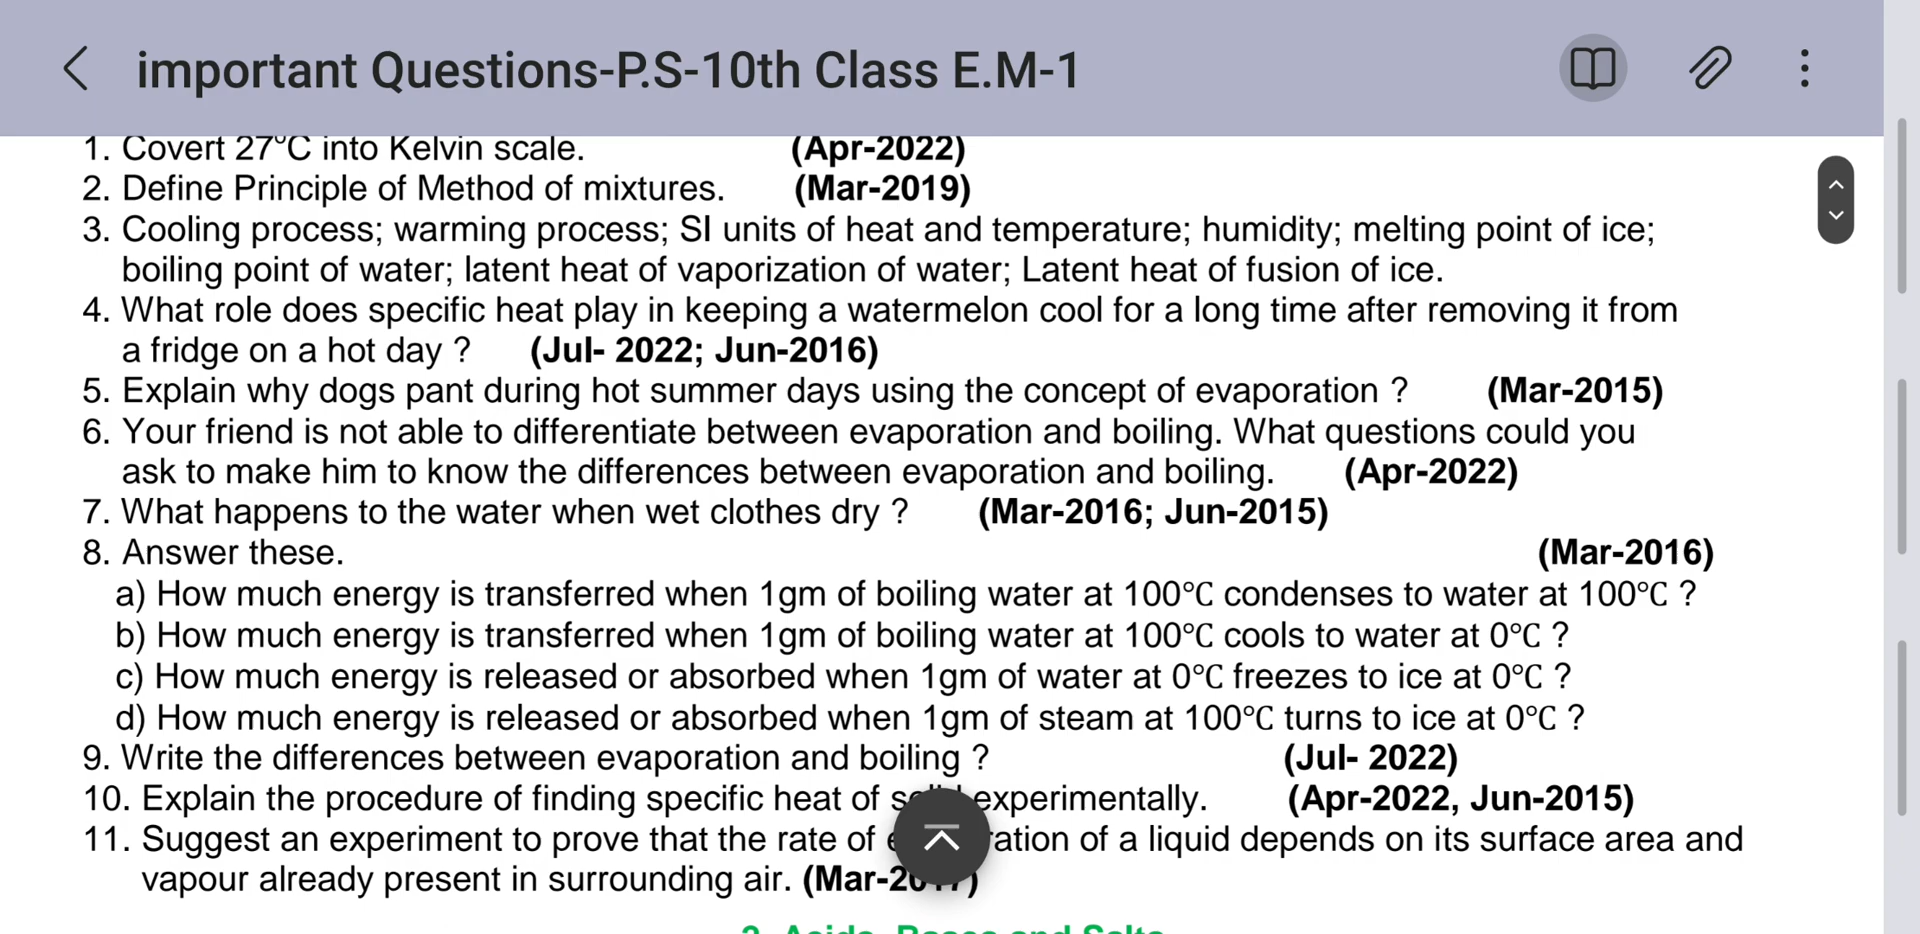 important Questions-P.S-10th Class E.M-1
1. Covert 27°C into Kelvin scale. (Apr-2022)
2. Define Principle of Method of mixtures. (Mar-2019)
3. Cooling process; warming process; SI units of heat and temperature; humidity; melting point of ice;
boiling point of water; latent heat of vaporization of water; Latent heat of fusion of ice.
4. What role does specific heat play in keeping a watermelon cool for a long time after removing it from
a fridge on a hot day ? (Jul- 2022; Jun-2016)
5. Explain why dogs pant during hot summer days using the concept of evaporation ? (Mar-2015)
6. Your friend is not able to differentiate between evaporation and boiling. What questions could you
ask to make him to know the differences between evaporation and boiling. (Apr-2022)
7. What happens to the water when wet clothes dry ? (Mar-2016; Jun-2015)
8. Answer these. (Mar-2016)
a) How much energy is transferred when 1gm of boiling water at 100°C condenses to water at 100°C ?
b) How much energy is transferred when 1gm of boiling water at 100°C cools to water at 0°C ?
c) How much energy is released or absorbed when 1gm of water at 0°C freezes to ice at 0°C ?
d) How much energy is released or absorbed when 1gm of steam at 100°C turns to ice at 0°C ?
9. Write the differences between evaporation and boiling ? (Jul- 2022)
10. Explain the procedure of finding specific heat of experimentally. (Apr-2022, Jun-2015)
11. Suggest an experiment to prove that the rate of of a liquid depends on its surface area and
vapour already present in surrounding air.
Acids, Bases and Salts